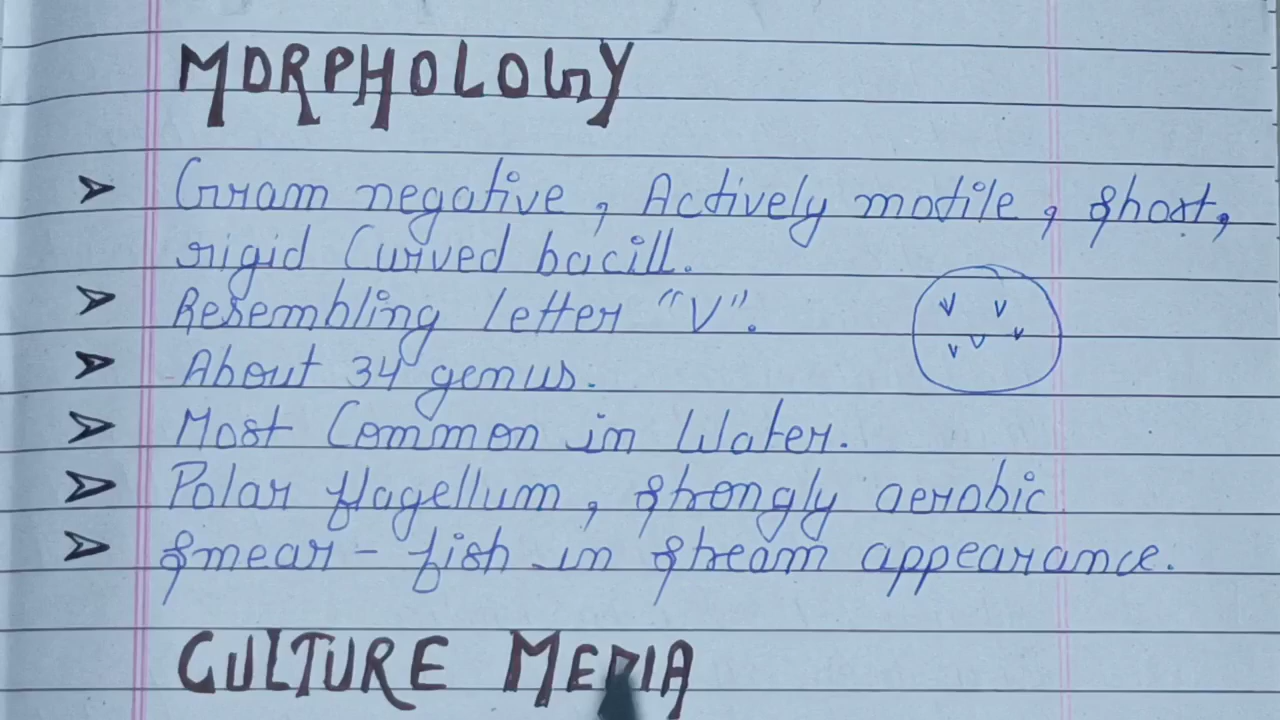 MORPHOLOGY
➤ Gram negative, Actively motile, short,
rigid Curved bacill.
➤ Resembling letter "V".
➤ About 34 genus.
➤ Most Common in Water.
➤ Polar flagellum, strongly aerobic
➤ smear - fish in stream appearance.
V V
V V V
CULTURE MEDIA